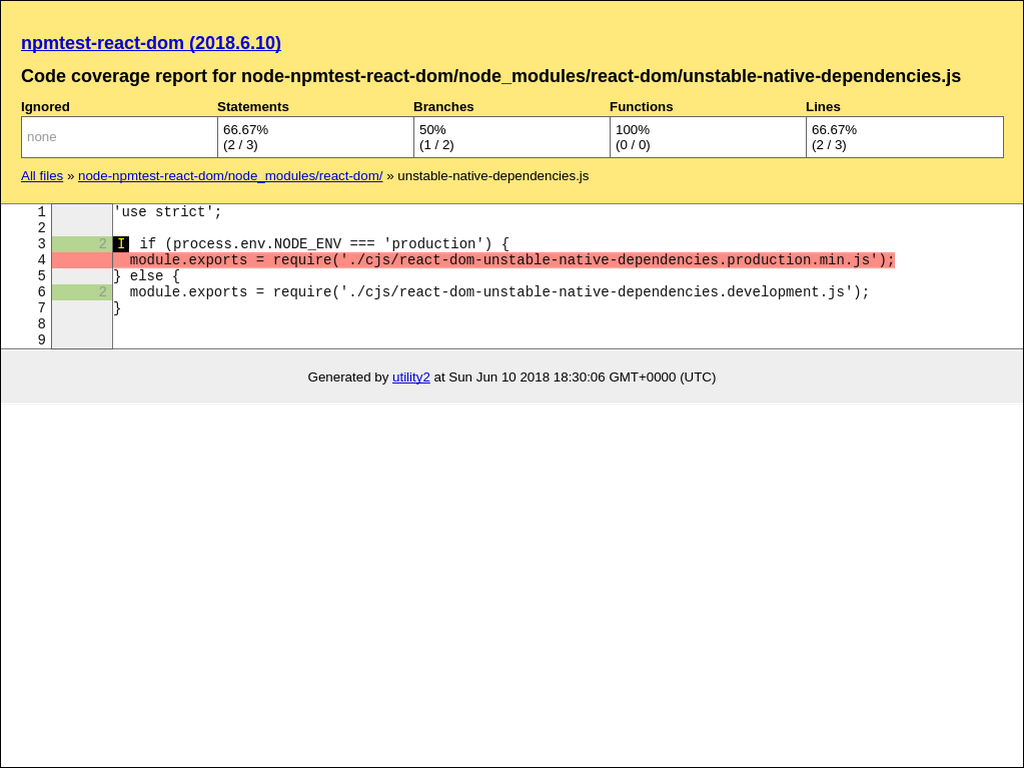 npmtest-react-dom (2018.6.10)
Code coverage report for node-npmtest-react-dom/node_modules/react-dom/unstable-native-dependencies.js
Ignored Statements Branches Functions Lines
none 66.67% 50% 100% 66.67%
(2 / 3) (1 / 2) (0 / 0) (2 / 3)
All files » node-npmtest-react-dom/node_modules/react-dom/ » unstable-native-dependencies.js
1 'use strict';
2
3 2 I if (process.env.NODE_ENV === 'production') {
4 module.exports = require('./cjs/react-dom-unstable-native-dependencies.production.min.js');
5 } else {
6 2 module.exports = require('./cjs/react-dom-unstable-native-dependencies.development.js');
7 }
8
9
Generated by utility2 at Sun Jun 10 2018 18:30:06 GMT+0000 (UTC)